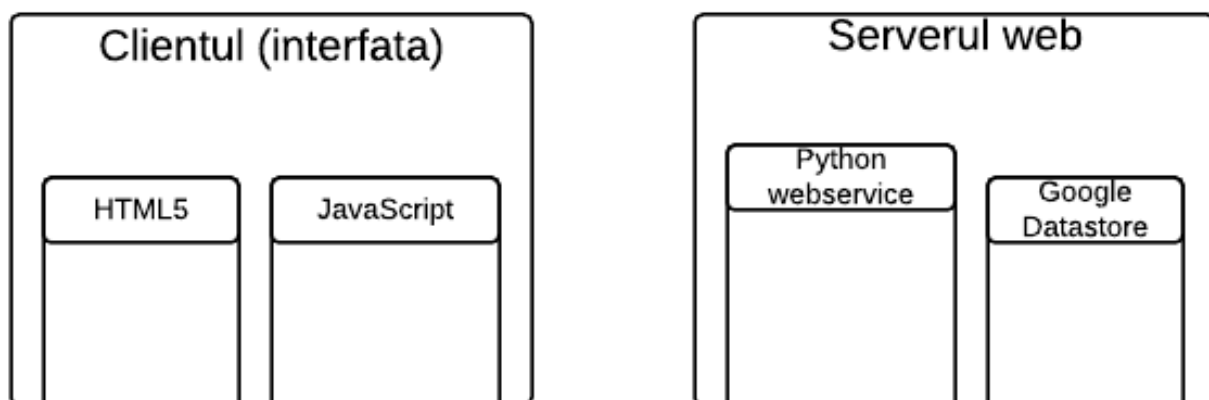 Clientul (interfata)
HTML5
JavaScript
Serverul web
Python
webservice
Google
Datastore